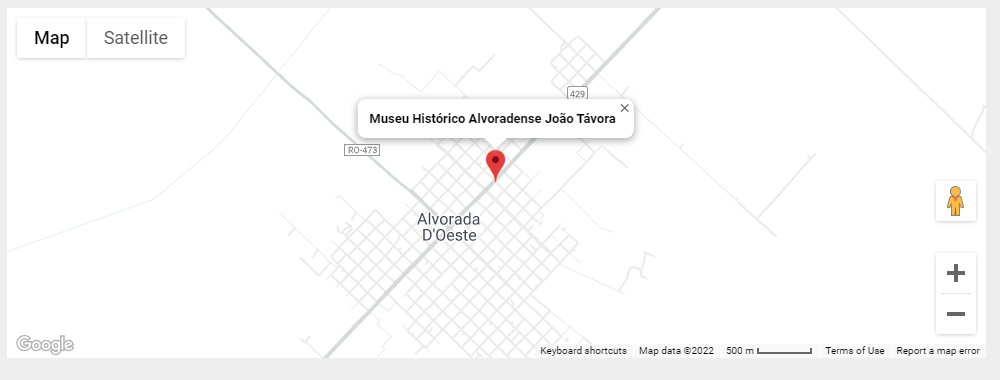 Map Satellite
429
Museu Histórico Alvoradense João Távora
RO-473
Alvorada
D'Oeste
Google
Keyboard shortcuts Map data ©2022 500 m Terms of Use Report a map error